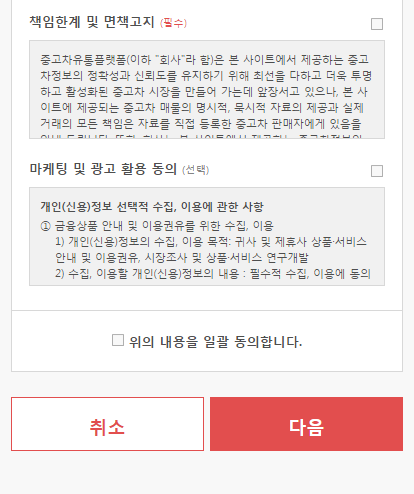 책임한계 및 면책고지 (필수)
중고차유통플랫폼(이하 "회사"라 함)은 본 사이트에서 제공하는 중고
차정보의 정확성과 신뢰도를 유지하기 위해 최선을 다하고 더욱 투명
하고 활성화된 중고차 시장을 만들어 가는데 앞장서고 있으나, 본 사
이트에 제공되는 중고차 매물의 명시적, 묵시적 자료의 제공과 실제
거래의 모든 책임은 자료를 직접 등록한 중고차 판매자에게 있음을
마케팅 및 광고 활용 동의 (선택)
개인(신용)정보 선택적 수집, 이용에 관한 사항
① 금융상품 안내 및 이용권유를 위한 수집, 이용
1) 개인(신용)정보의 수집, 이용 목적: 귀사 및 제휴사 상품·서비스
안내 및 이용권유, 시장조사 및 상품·서비스 연구개발
2) 수집, 이용할 개인(신용)정보의 내용 : 필수적 수집, 이용에 동의
위의 내용을 일괄 동의합니다.
취소
다음